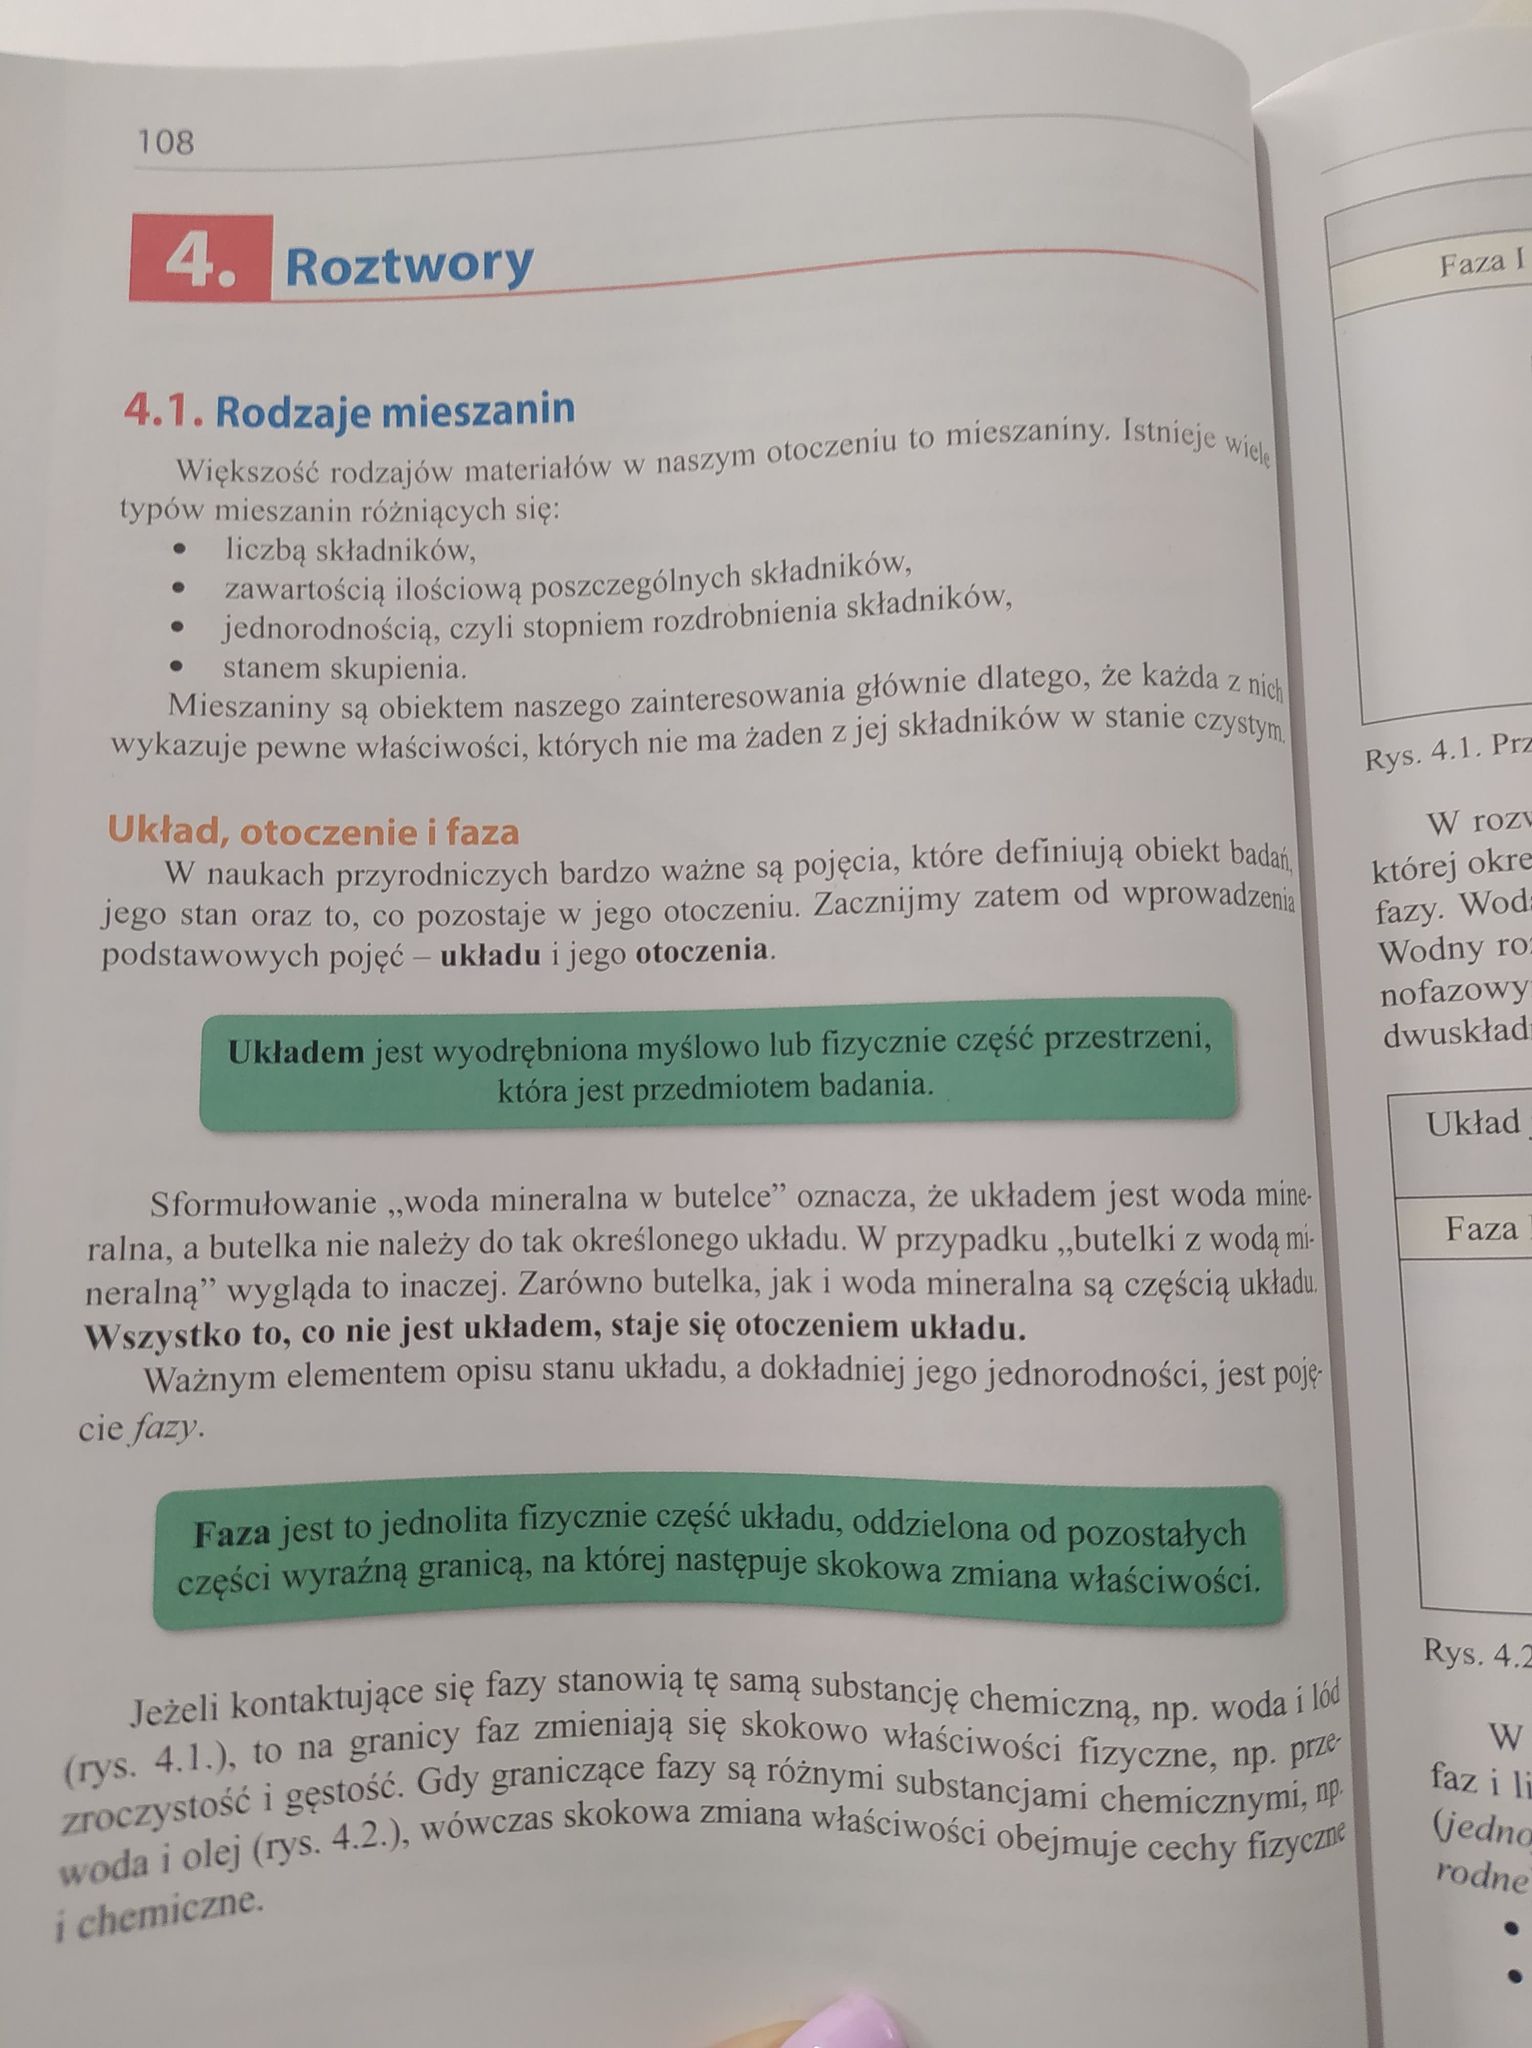 108
4. Roztwory
4.1. Rodzaje mieszanin
Większość rodzajów materiałów w naszym otoczeniu to mieszaniny. Istnieje wiele
typów mieszanin różniących się:
• liczbą składników,
• zawartością ilościową poszczególnych składników,
• jednorodnością, czyli stopniem rozdrobnienia składników,
• stanem skupienia.
Mieszaniny są obiektem naszego zainteresowania głównie dlatego, że każda z nich
wykazuje pewne właściwości, których nie ma żaden z jej składników w stanie czystym.
Układ, otoczenie i faza
W naukach przyrodniczych bardzo ważne są pojęcia, które definiują obiekt badań,
jego stan oraz to, co pozostaje w jego otoczeniu. Zacznijmy zatem od wprowadzenia
podstawowych pojęć – układu i jego otoczenia.
Układem jest wyodrębniona myślowo lub fizycznie część przestrzeni,
która jest przedmiotem badania.
Sformułowanie „woda mineralna w butelce” oznacza, że układem jest woda mine-
ralna, a butelka nie należy do tak określonego układu. W przypadku „butelki z wodą mi-
neralną” wygląda to inaczej. Zarówno butelka, jak i woda mineralna są częścią układu.
Wszystko to, co nie jest układem, staje się otoczeniem układu.
Ważnym elementem opisu stanu układu, a dokładniej jego jednorodności, jest poję-
cie fazy.
Faza jest to jednolita fizycznie część układu, oddzielona od pozostałych
części wyraźną granicą, na której następuje skokowa zmiana właściwości.
Jeżeli kontaktujące się fazy stanowią tę samą substancję chemiczną, np. woda i lód
(rys. 4.1.), to na granicy faz zmieniają się skokowo właściwości fizyczne, np. prze-
zroczystość i gęstość. Gdy graniczące fazy są różnymi substancjami chemicznymi, np.
woda i olej (rys. 4.2.), wówczas skokowa zmiana właściwości obejmuje cechy fizyczne
i chemiczne.
Faza I
Rys. 4.1. Prz
W rozw
której okre
fazy. Wod
Wodny ro
nofazowy
dwuskład
Układ
Faza
Rys. 4.2
W
faz i li
(jedno
rodne
•
•